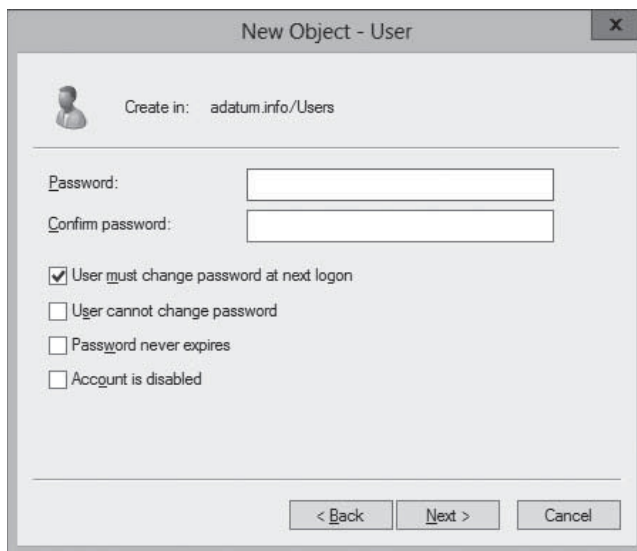 New Object - User
x
Create in: adatum.info/Users
Password:
Confirm password:
User must change password at next logon
User cannot change password
Password never expires
Account is disabled
< Back
Next >
Cancel